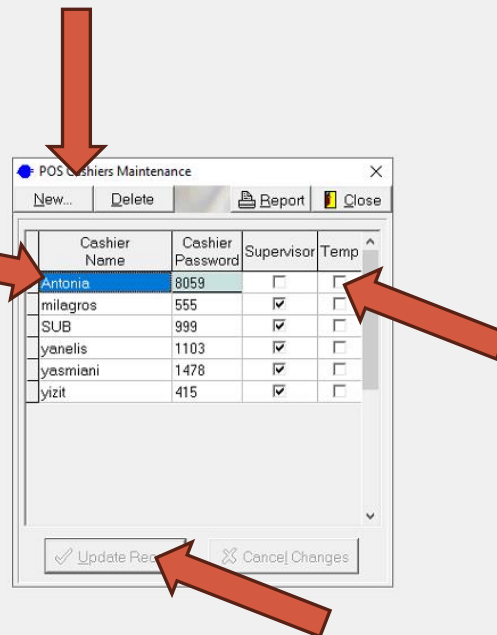 POS Cashiers Maintenance
New... Delete Report Close
Cashier Name Cashier Password Supervisor Temp
Antonia 8059
milagros 555
SUB 999
yanelis 1103
yasmiani 1478
yizit 415
Update Cancel Changes